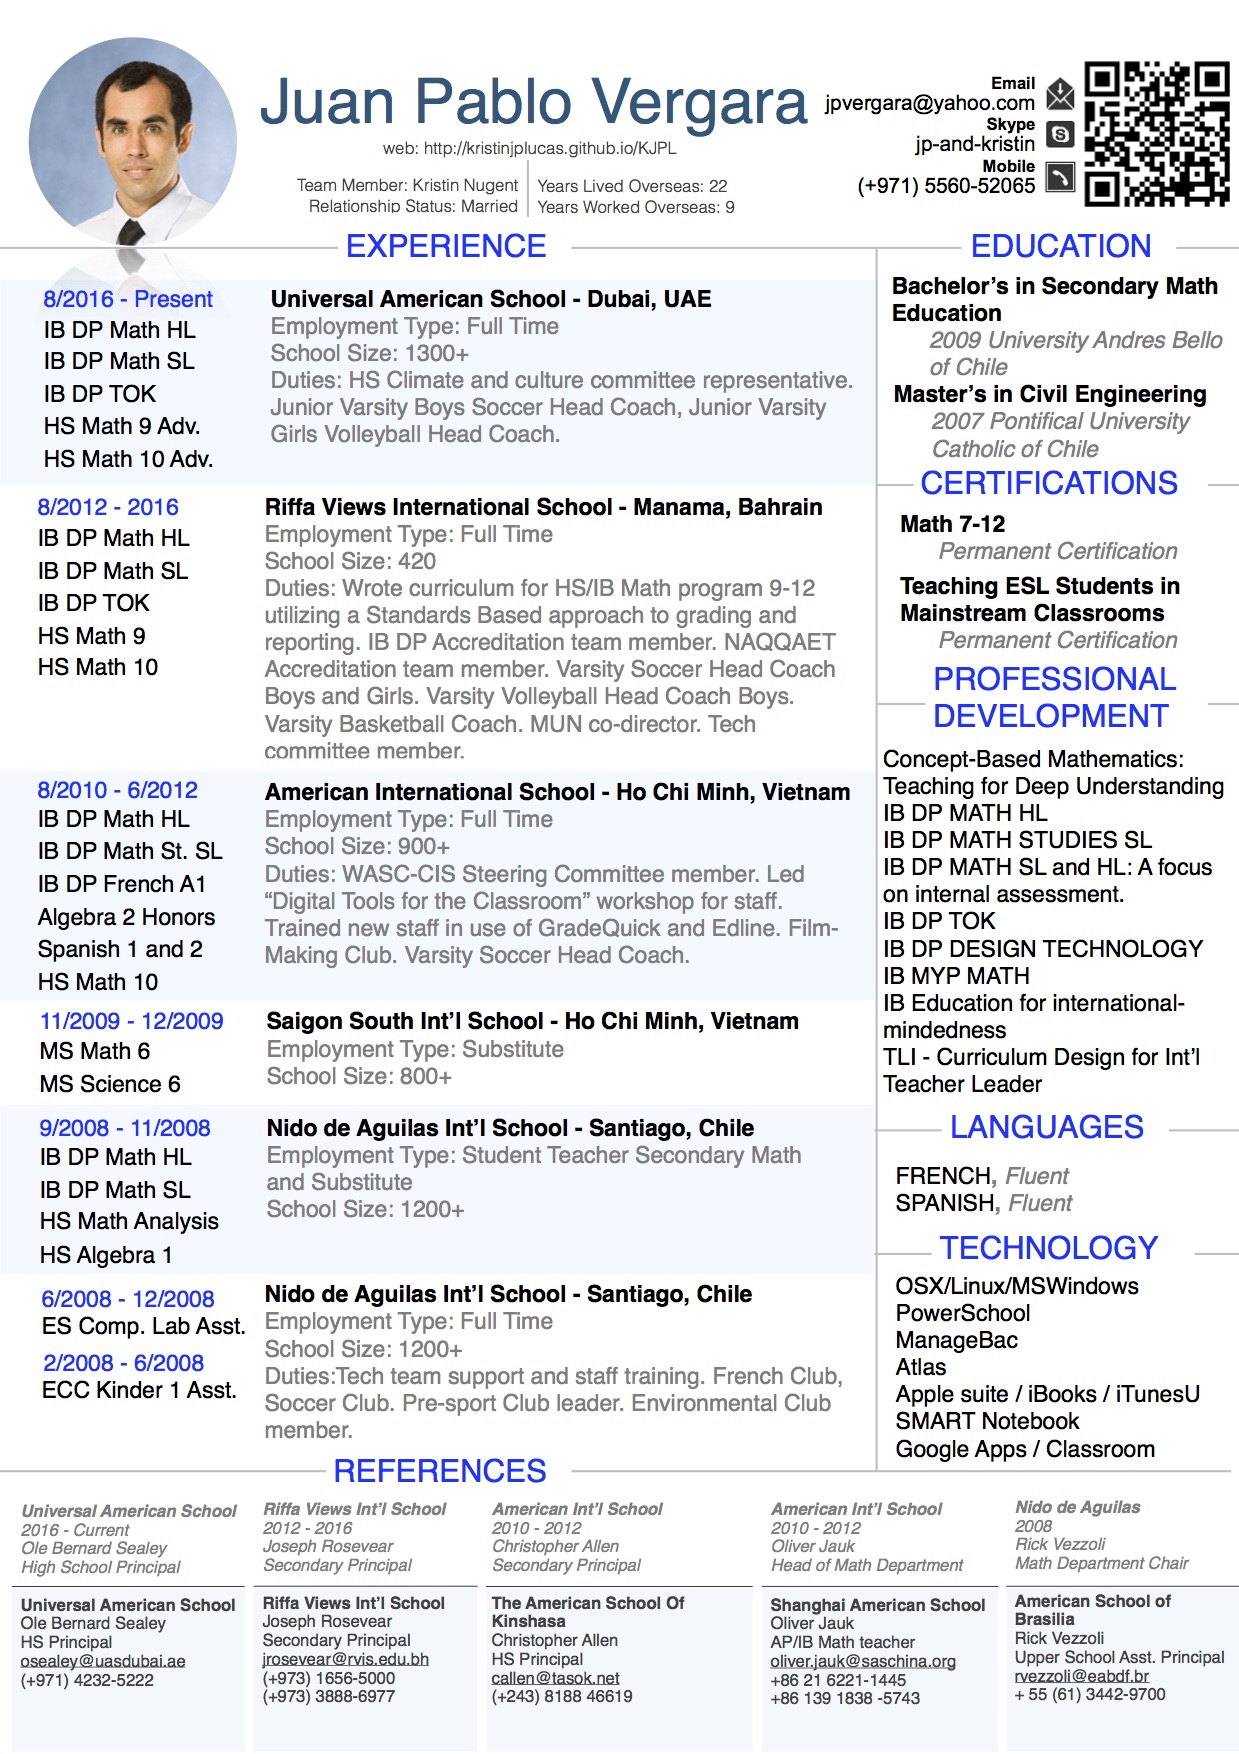 Juan Pablo Vergara
web: http://kristinjplucas.github.io/KJPL
Team Member: Kristin Nugent
Relationship Status: Married
Years Lived Overseas: 22
Years Worked Overseas: 9
Email
jpvergara@yahoo.com
Skype
jp-and-kristin
Mobile
(+971) 5560-52065
EXPERIENCE
8/2016 - Present
IB DP Math HL
IB DP Math SL
IB DP TOK
HS Math 9 Adv.
HS Math 10 Adv.
Universal American School - Dubai, UAE
Employment Type: Full Time
School Size: 1300+
Duties: HS Climate and culture committee representative.
Junior Varsity Boys Soccer Head Coach, Junior Varsity
Girls Volleyball Head Coach.
8/2012 - 2016
IB DP Math HL
IB DP Math SL
IB DP TOK
HS Math 9
HS Math 10
Riffa Views International School - Manama, Bahrain
Employment Type: Full Time
School Size: 420
Duties: Wrote curriculum for HS/IB Math program 9-12
utilizing a Standards Based approach to grading and
reporting. IB DP Accreditation team member. NAQQAET
Accreditation team member. Varsity Soccer Head Coach
Boys and Girls. Varsity Volleyball Head Coach Boys.
Varsity Basketball Coach. MUN co-director. Tech
committee member.
8/2010 - 6/2012
IB DP Math HL
IB DP Math St. SL
IB DP French A1
Algebra 2 Honors
Spanish 1 and 2
HS Math 10
American International School - Ho Chi Minh, Vietnam
Employment Type: Full Time
School Size: 900+
Duties: WASC-CIS Steering Committee member. Led
“Digital Tools for the Classroom” workshop for staff.
Trained new staff in use of GradeQuick and Edline. Film-
Making Club. Varsity Soccer Head Coach.
11/2009 - 12/2009
MS Math 6
MS Science 6
Saigon South Int’l School - Ho Chi Minh, Vietnam
Employment Type: Substitute
School Size: 800+
9/2008 - 11/2008
IB DP Math HL
IB DP Math SL
HS Math Analysis
HS Algebra 1
Nido de Aguilas Int’l School - Santiago, Chile
Employment Type: Student Teacher Secondary Math
and Substitute
School Size: 1200+
6/2008 - 12/2008
ES Comp. Lab Asst.
2/2008 - 6/2008
ECC Kinder 1 Asst.
Nido de Aguilas Int’l School - Santiago, Chile
Employment Type: Full Time
School Size: 1200+
Duties:Tech team support and staff training. French Club,
Soccer Club. Pre-sport Club leader. Environmental Club
member.
EDUCATION
Bachelor’s in Secondary Math
Education
2009 University Andres Bello
of Chile
Master’s in Civil Engineering
2007 Pontifical University
Catholic of Chile
CERTIFICATIONS
Math 7-12
Permanent Certification
Teaching ESL Students in
Mainstream Classrooms
Permanent Certification
PROFESSIONAL
DEVELOPMENT
Concept-Based Mathematics:
Teaching for Deep Understanding
IB DP MATH HL
IB DP MATH STUDIES SL
IB DP MATH SL and HL: A focus
on internal assessment.
IB DP TOK
IB DP DESIGN TECHNOLOGY
IB MYP MATH
IB Education for international-
mindedness
TLI - Curriculum Design for Int’l
Teacher Leader
LANGUAGES
FRENCH, Fluent
SPANISH, Fluent
TECHNOLOGY
OSX/Linux/MSWindows
PowerSchool
ManageBac
Atlas
Apple suite / iBooks / iTunesU
SMART Notebook
Google Apps / Classroom
REFERENCES
Universal American School
2016 - Current
Ole Bernard Sealey
High School Principal
Universal American School
Ole Bernard Sealey
HS Principal
osealey@uasdubai.ae
(+971) 4232-5222
Riffa Views Int’l School
2012 - 2016
Joseph Rosevear
Secondary Principal
Riffa Views Int’l School
Joseph Rosevear
Secondary Principal
jrosevear@rvis.edu.bh
(+973) 1656-5000
(+973) 3888-6977
American Int’l School
2010 - 2012
Christopher Allen
Secondary Principal
The American School Of
Kinshasa
Christopher Allen
HS Principal
callen@tasok.net
(+243) 8188 46619
American Int’l School
2010 - 2012
Oliver Jauk
Head of Math Department
Shanghai American School
Oliver Jauk
AP/IB Math teacher
oliver.jauk@saschina.org
+86 21 6221-1445
+86 139 1838 -5743
Nido de Aguilas
2008
Rick Vezzoli
Math Department Chair
American School of
Brasilia
Rick Vezzoli
Upper School Asst. Principal
rvezzoli@eabdf.br
+ 55 (61) 3442-9700